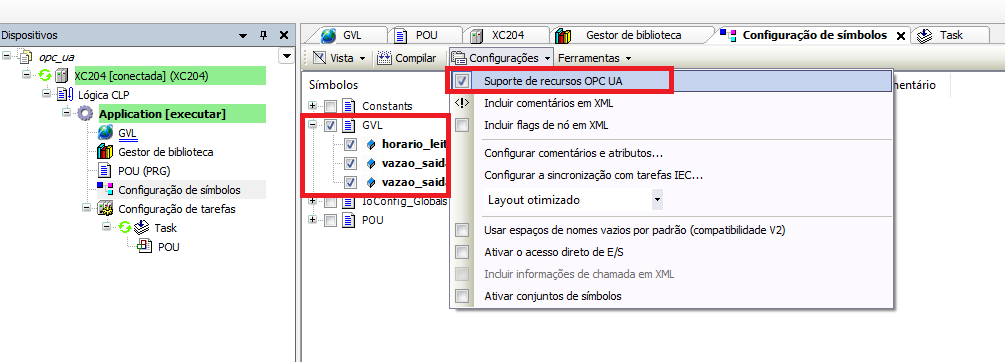 Dispositivos
opc_ua
XC204 [conectada] (XC204)
Lógica CLP
Application [executar]
GVL
Gestor de biblioteca
POU (PRG)
Configuração de símbolos
Configuração de tarefas
Task
POU
GVL POU XC204 Gestor de biblioteca Configuração de símbolos Task
Vista Compilar Configurações Ferramentas
Símbolos
Constants
GVL
horario_leit
vazao_saida
vazao_saida
IoConfig_Globals
POU
Suporte de recursos OPC UA
Incluir comentários em XML
Incluir flags de nó em XML
Configurar comentários e atributos...
Configurar a sincronização com tarefas IEC...
Layout otimizado
Usar espaços de nomes vazios por padrão (compatibilidade V2)
Ativar o acesso direto de E/S
Incluir informações de chamada em XML
Ativar conjuntos de símbolos
nentário